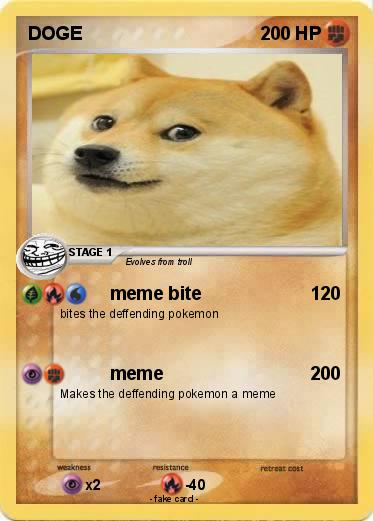 DOGE 200 HP
STAGE 1
Evolves from troll
meme bite 120
bites the deffending pokemon
meme 200
Makes the deffending pokemon a meme
weakness resistance retreat cost
x2 -40
- fake card -